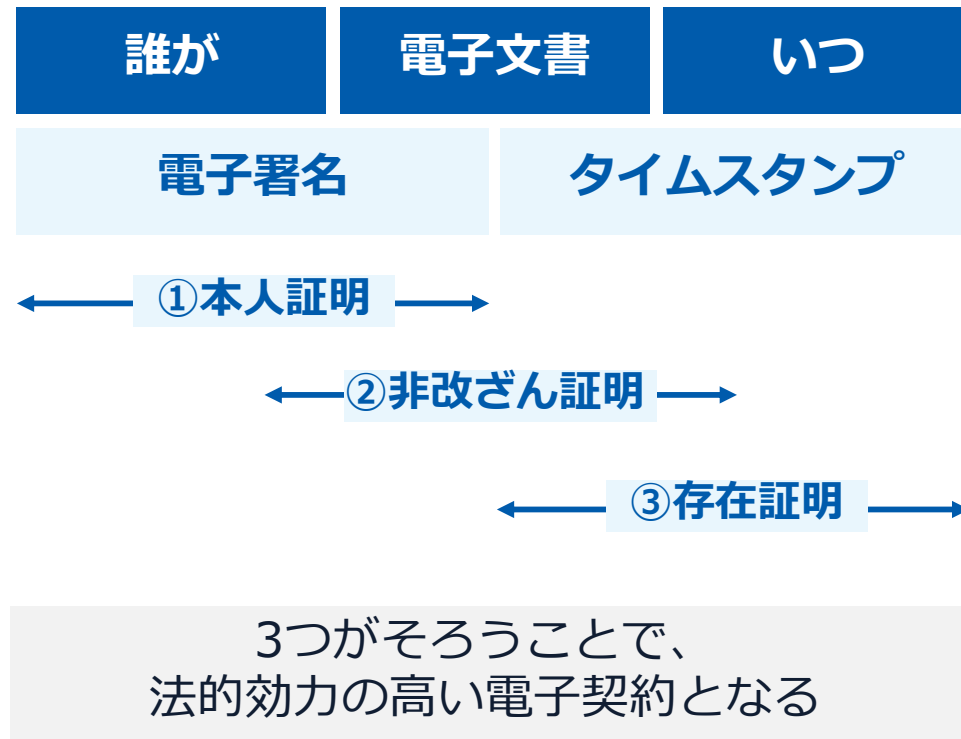 誰が
電子文書
いつ
電子署名
タイムスタンプ
①本人証明
②非改ざん証明
③存在証明
3つがそろうことで、
法的効力の高い電子契約となる